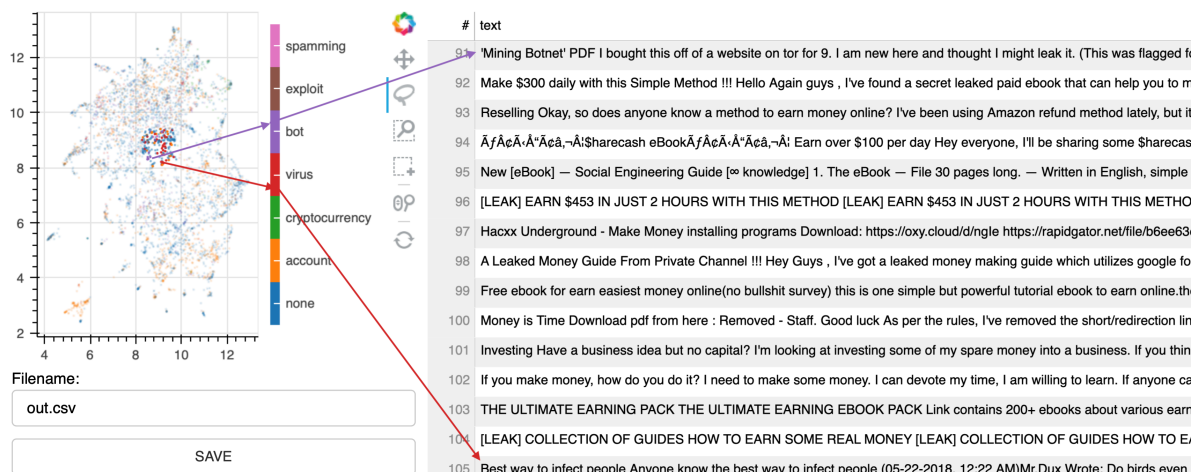 spamming
exploit
bot
virus
cryptocurrency
account
none
12
10
8
6
4
2
4 6 8 10 12
Filename:
out.csv
SAVE
# text
91 'Mining Botnet' PDF I bought this off of a website on tor for 9. I am new here and thought I might leak it. (This was flagged fo
92 Make $300 daily with this Simple Method !!! Hello Again guys , I've found a secret leaked paid ebook that can help you to m
93 Reselling Okay, so does anyone know a method to earn money online? I've been using Amazon refund method lately, but it
94 ÃƒÂ¢Ã‹Å“Ã¢â‚¬Â¦$harecash eBookÃƒÂ¢Ã‹Å“Ã¢â‚¬Â¦ Earn over $100 per day Hey everyone, I'll be sharing some $harecas
95 New [eBook] — Social Engineering Guide [∞ knowledge] 1. The eBook — File 30 pages long. — Written in English, simple
96 [LEAK] EARN $453 IN JUST 2 HOURS WITH THIS METHOD [LEAK] EARN $453 IN JUST 2 HOURS WITH THIS METHO
97 Hacxx Underground - Make Money installing programs Download: https://oxy.cloud/d/ngle https://rapidgator.net/file/b6ee63
98 A Leaked Money Guide From Private Channel !!! Hey Guys , I've got a leaked money making guide which utilizes google fo
99 Free ebook for earn easiest money online(no bullshit survey) this is one simple but powerful tutorial ebook to earn online.the
100 Money is Time Download pdf from here : Removed - Staff. Good luck As per the rules, I've removed the short/redirection lin
101 Investing Have a business idea but no capital? I'm looking at investing some of my spare money into a business. If you thin
102 If you make money, how do you do it? I need to make some money. I can devote my time, I am willing to learn. If anyone ca
103 THE ULTIMATE EARNING PACK THE ULTIMATE EARNING EBOOK PACK Link contains 200+ ebooks about various earn
104 [LEAK] COLLECTION OF GUIDES HOW TO EARN SOME REAL MONEY [LEAK] COLLECTION OF GUIDES HOW TO EA
105 Best way to infect people Anyone know the best way to infect people (05-22-2018, 12:22 AM)Mr.Dux Wrote: Do birds even